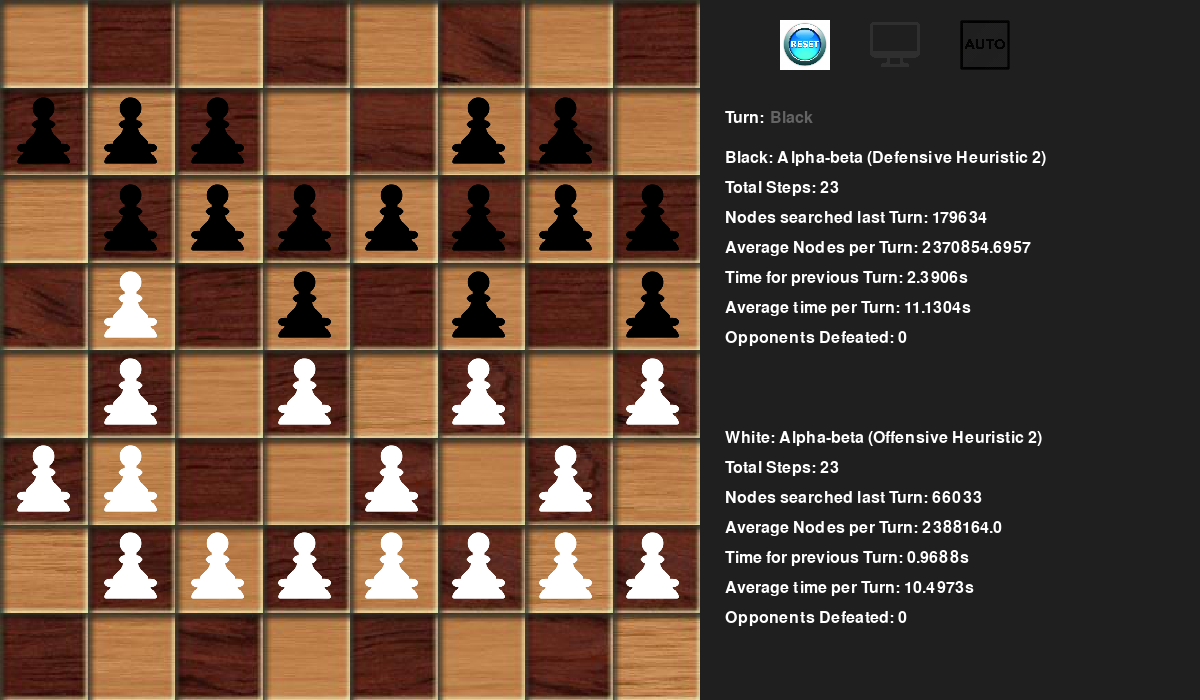 RESET
AUTO
Turn: Black
Black: Alpha-beta (Defensive Heuristic 2)
Total Steps: 23
Nodes searched last Turn: 179634
Average Nodes per Turn: 2370854.6957
Time for previous Turn: 2.3906s
Average time per Turn: 11.1304s
Opponents Defeated: 0
White: Alpha-beta (Offensive Heuristic 2)
Total Steps: 23
Nodes searched last Turn: 66033
Average Nodes per Turn: 2388164.0
Time for previous Turn: 0.9688s
Average time per Turn: 10.4973s
Opponents Defeated: 0